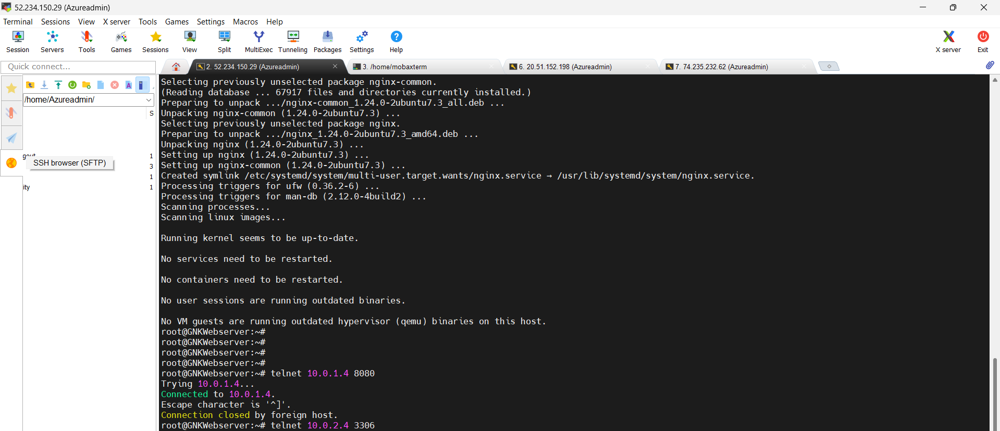 52.234.150.29 (Azureadmin)
Terminal Sessions View X server Tools Games Settings Macros Help
Session Servers Tools Games Sessions View Split MultiExec Tunneling Packages Settings Help X server Exit
Quick connect...
2. 52.234.150.29 (Azureadmin)
3. /home/mobaxterm
6. 20.51.152.198 (Azureadmin)
7. 74.235.232.62 (Azureadmin)
/home/Azureadmin/
S
1
SSH browser (SFTP)
3
1
ity 1
Selecting previously unselected package nginx-common.
(Reading database ... 67917 files and directories currently installed.)
Preparing to unpack .../nginx-common_1.24.0-2ubuntu7.3_all.deb ...
Unpacking nginx-common (1.24.0-2ubuntu7.3) ...
Selecting previously unselected package nginx.
Preparing to unpack .../nginx_1.24.0-2ubuntu7.3_amd64.deb ...
Unpacking nginx (1.24.0-2ubuntu7.3) ...
Setting up nginx (1.24.0-2ubuntu7.3) ...
Setting up nginx-common (1.24.0-2ubuntu7.3) ...
Created symlink /etc/systemd/system/multi-user.target.wants/nginx.service → /usr/lib/systemd/system/nginx.service.
Processing triggers for ufw (0.36.2-6) ...
Processing triggers for man-db (2.12.0-4build2) ...
Scanning processes...
Scanning linux images...
Running kernel seems to be up-to-date.
No services need to be restarted.
No containers need to be restarted.
No user sessions are running outdated binaries.
No VM guests are running outdated hypervisor (qemu) binaries on this host.
root@GNKWebserver:~#
root@GNKWebserver:~#
root@GNKWebserver:~#
root@GNKWebserver:~#
root@GNKWebserver:~# telnet 10.0.1.4 8080
Trying 10.0.1.4...
Connected to 10.0.1.4.
Escape character is '^]'.
Connection closed by foreign host.
root@GNKWebserver:~# telnet 10.0.2.4 3306